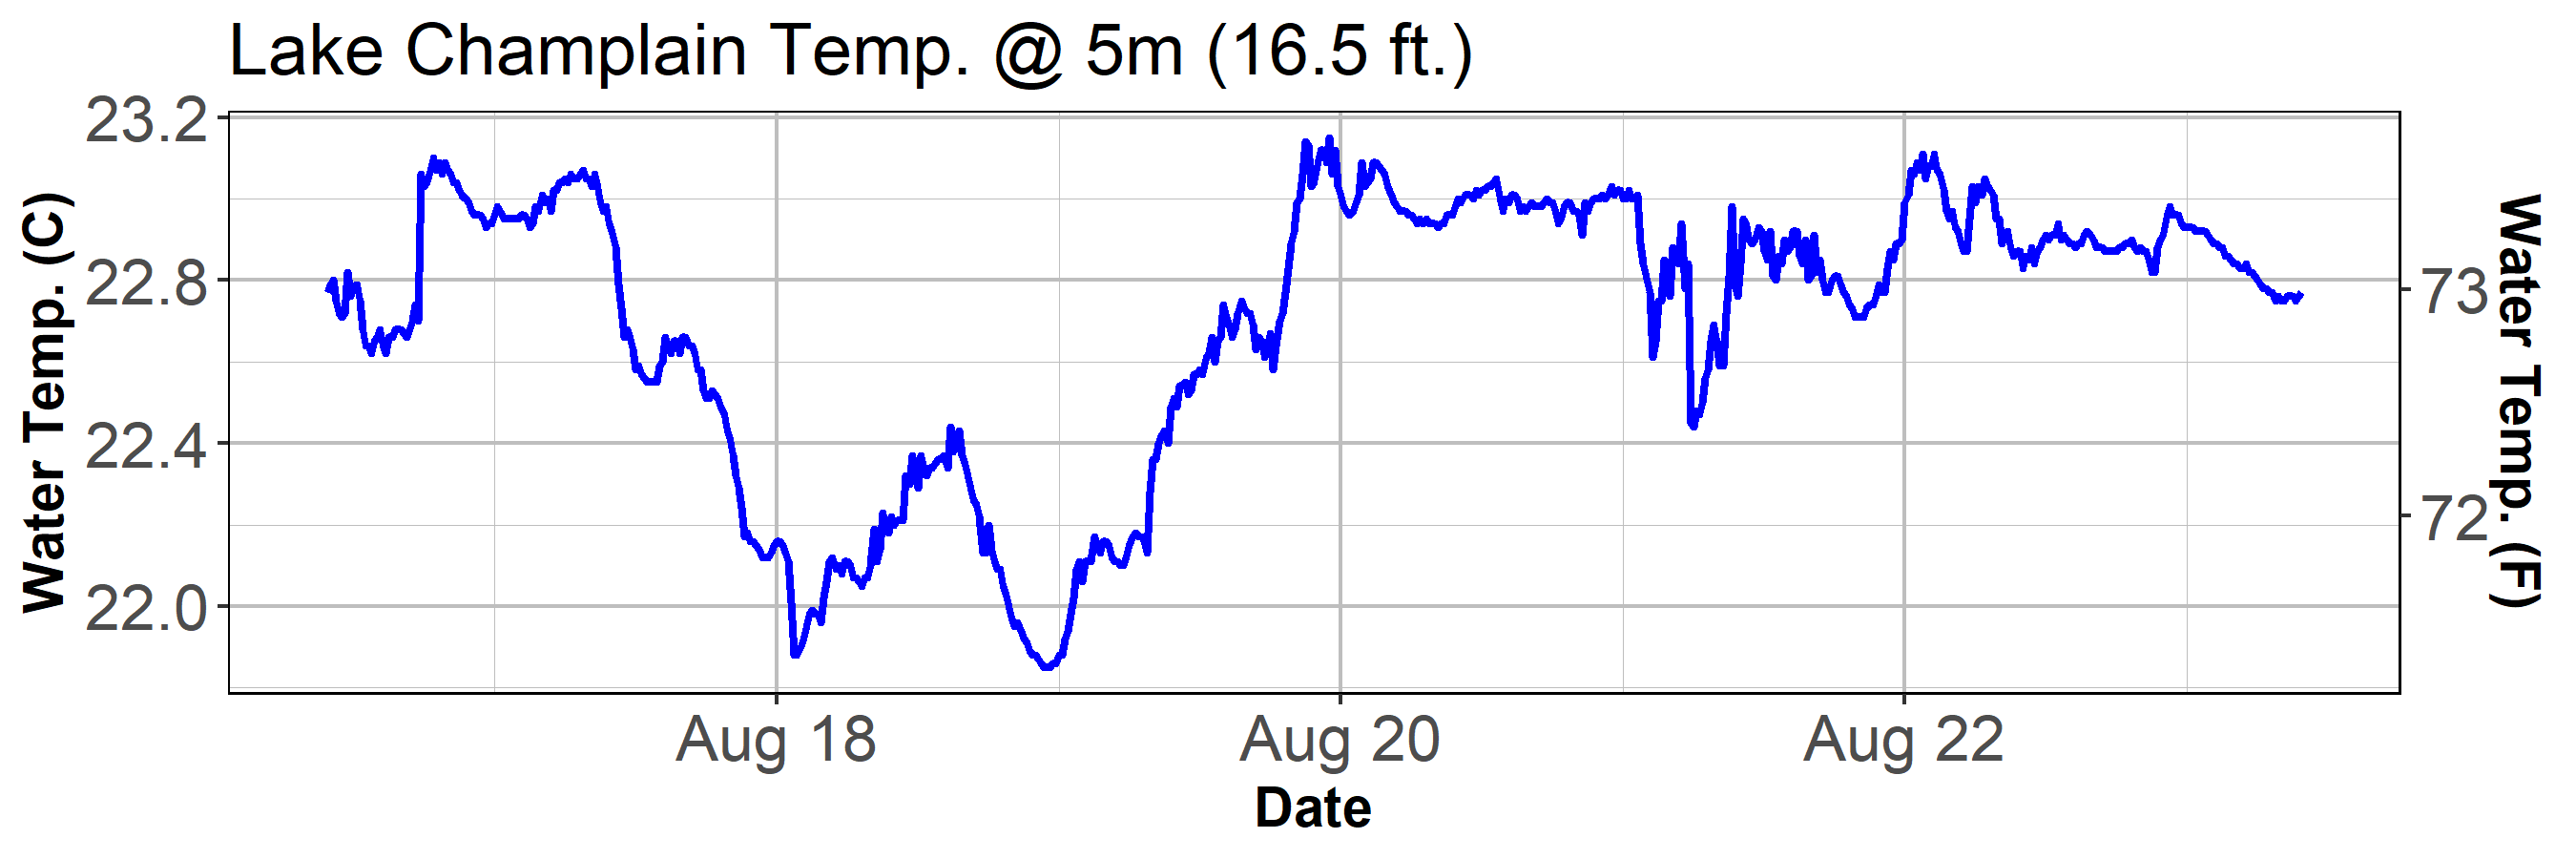 Lake Champlain Temp. @ 5m (16.5 ft.)
Water Temp. (C)
23.2
22.8
22.4
22.0
73
72
Water Temp. (F)
Aug 18 Aug 20 Aug 22
Date